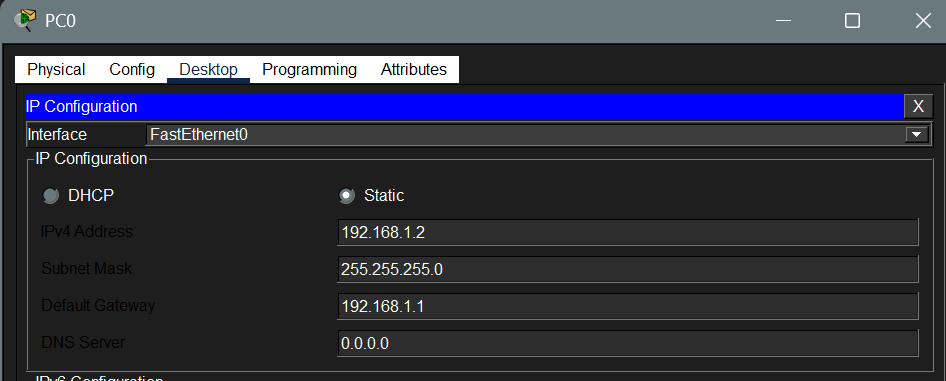 PC0
Physical Config Desktop Programming Attributes
IP Configuration X
Interface FastEthernet0
IP Configuration
DHCP Static
IPv4 Address 192.168.1.2
Subnet Mask 255.255.255.0
Default Gateway 192.168.1.1
DNS Server 0.0.0.0
IPv6 Configuration